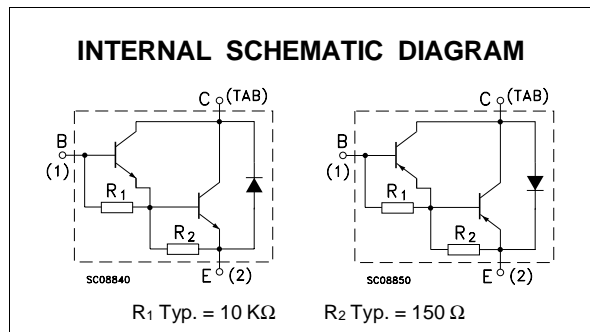 INTERNAL SCHEMATIC DIAGRAM
C (TAB)
B
(1)
R1
R2
SC08840
E (2)
C (TAB)
B
(1)
R1
R2
SC08850
E (2)
R1 Typ. = 10 KΩ R2 Typ. = 150 Ω